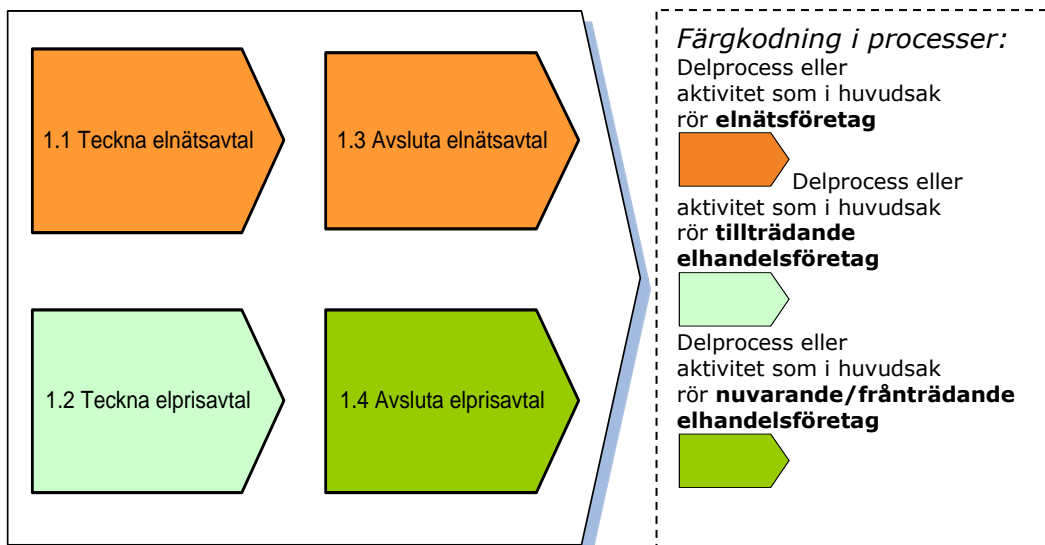 1.1 Teckna elnätsavtal
1.3 Avsluta elnätsavtal
1.2 Teckna elprisavtal
1.4 Avsluta elprisavtal
Färgkodning i processer:
Delprocess eller
aktivitet som i huvudsak
rör elnätsföretag
Delprocess eller
aktivitet som i huvudsak
rör tillträdande
elhandelsföretag
Delprocess eller
aktivitet som i huvudsak
rör nuvarande/frånträdande
elhandelsföretag